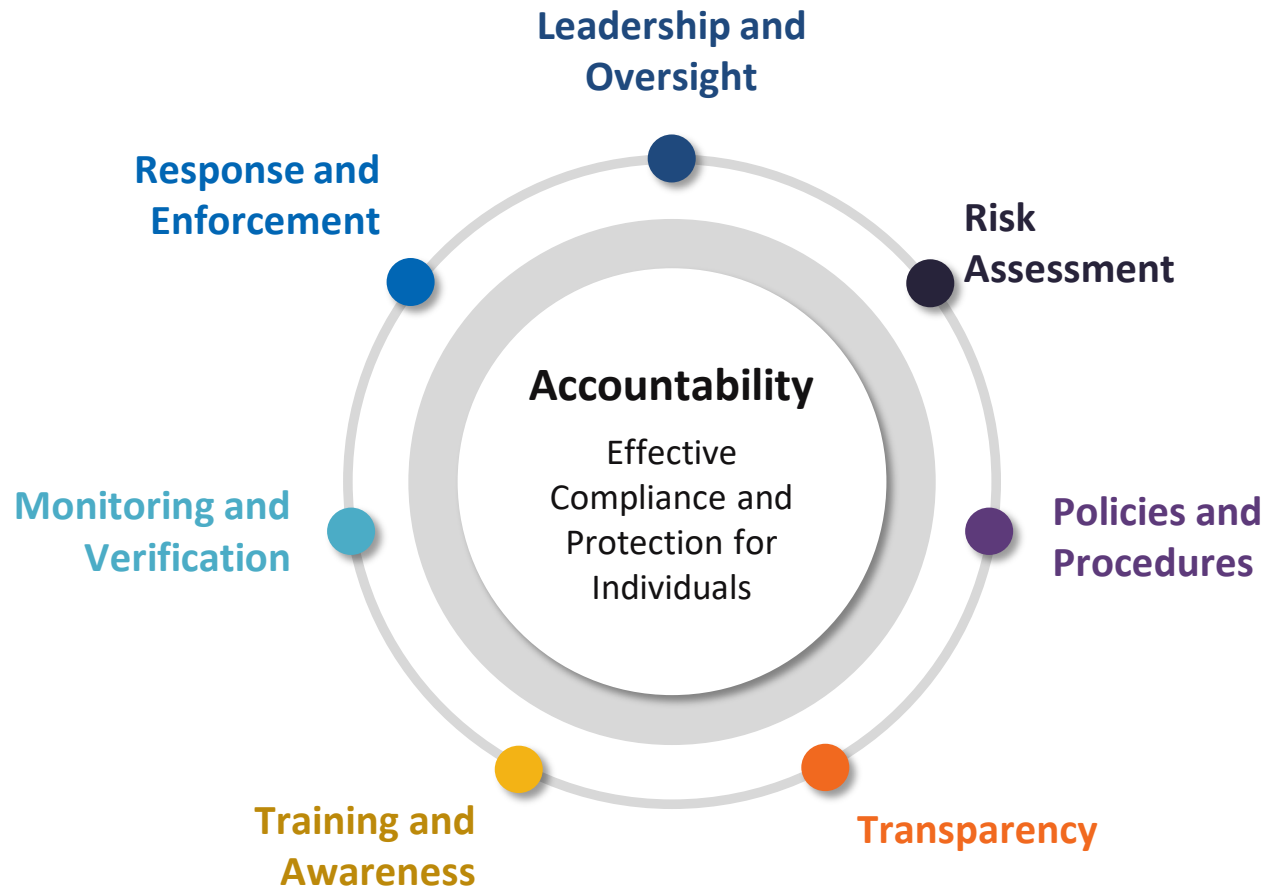 Leadership and
Oversight
Risk
Assessment
Policies and
Procedures
Transparency
Training and
Awareness
Monitoring and
Verification
Response and
Enforcement
Accountability
Effective
Compliance and
Protection for
Individuals